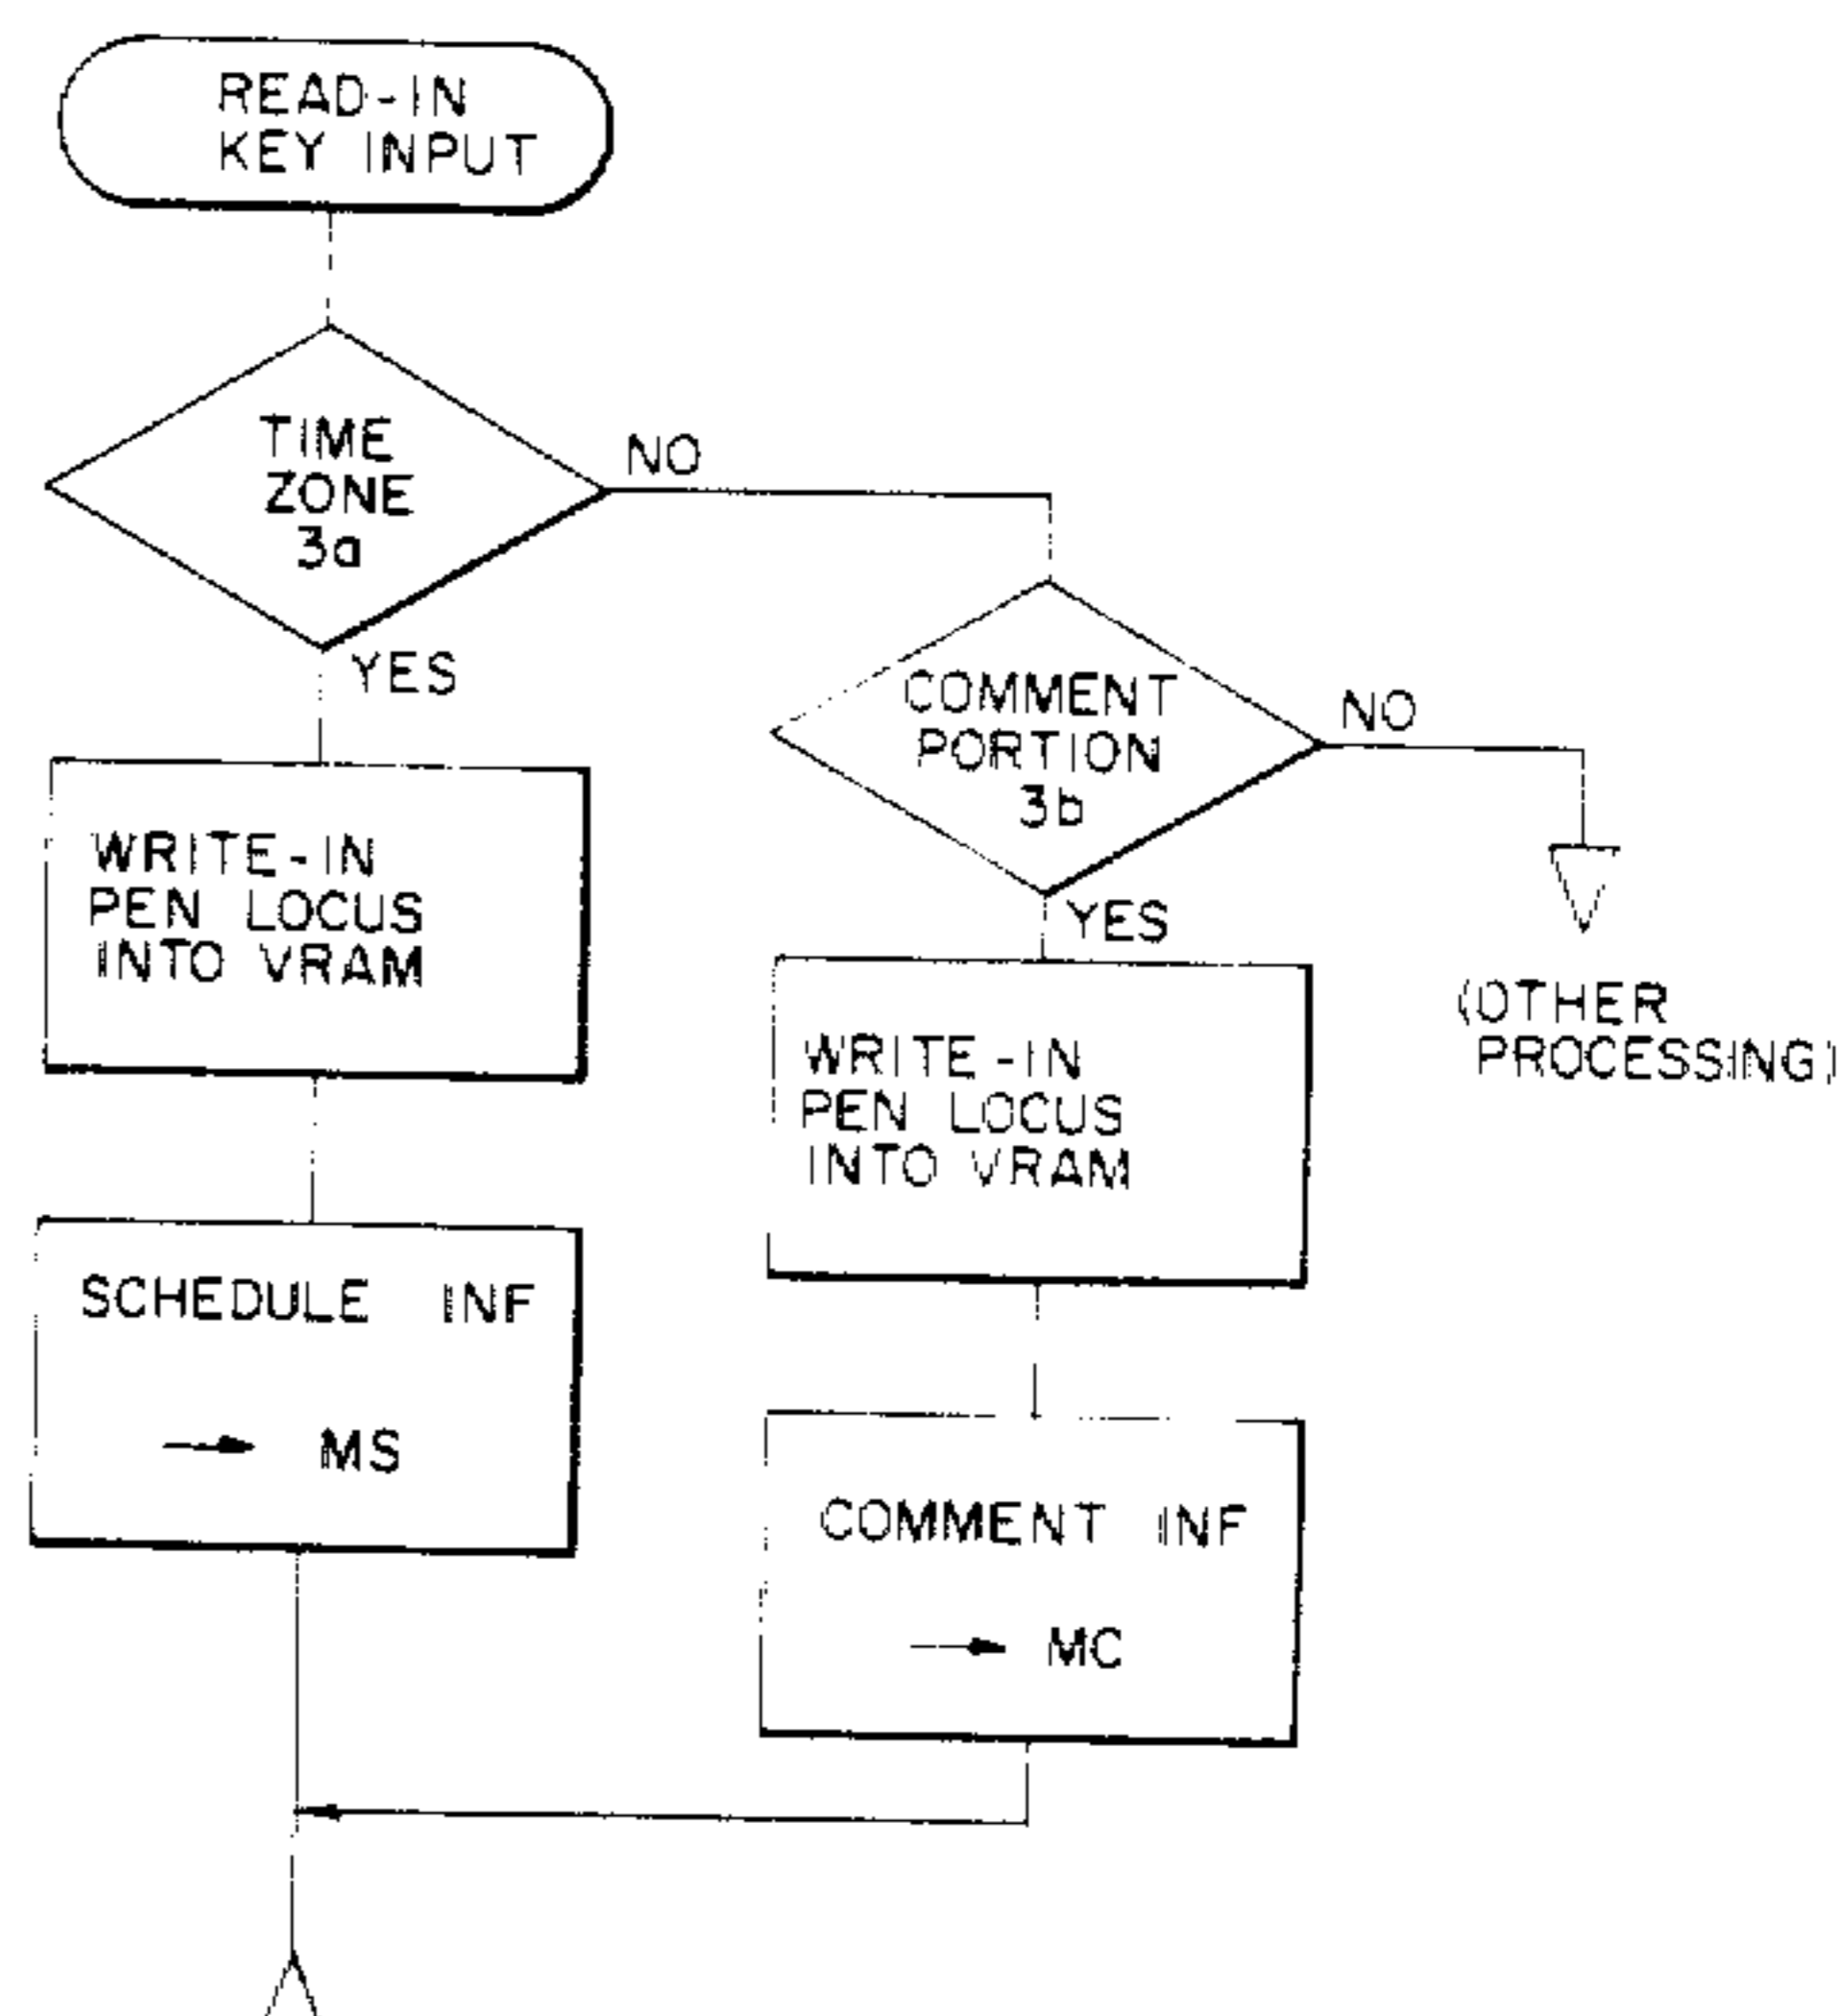 READ-IN
KEY INPUT
TIME
ZONE
3a
NO
YES
COMMENT
PORTION
3b
NO
YES
WRITE-IN
PEN LOCUS
INTO VRAM
(OTHER
PROCESSING)
WRITE-IN
PEN LOCUS
INTO VRAM
SCHEDULE INF
→ MS
COMMENT INF
→ MC